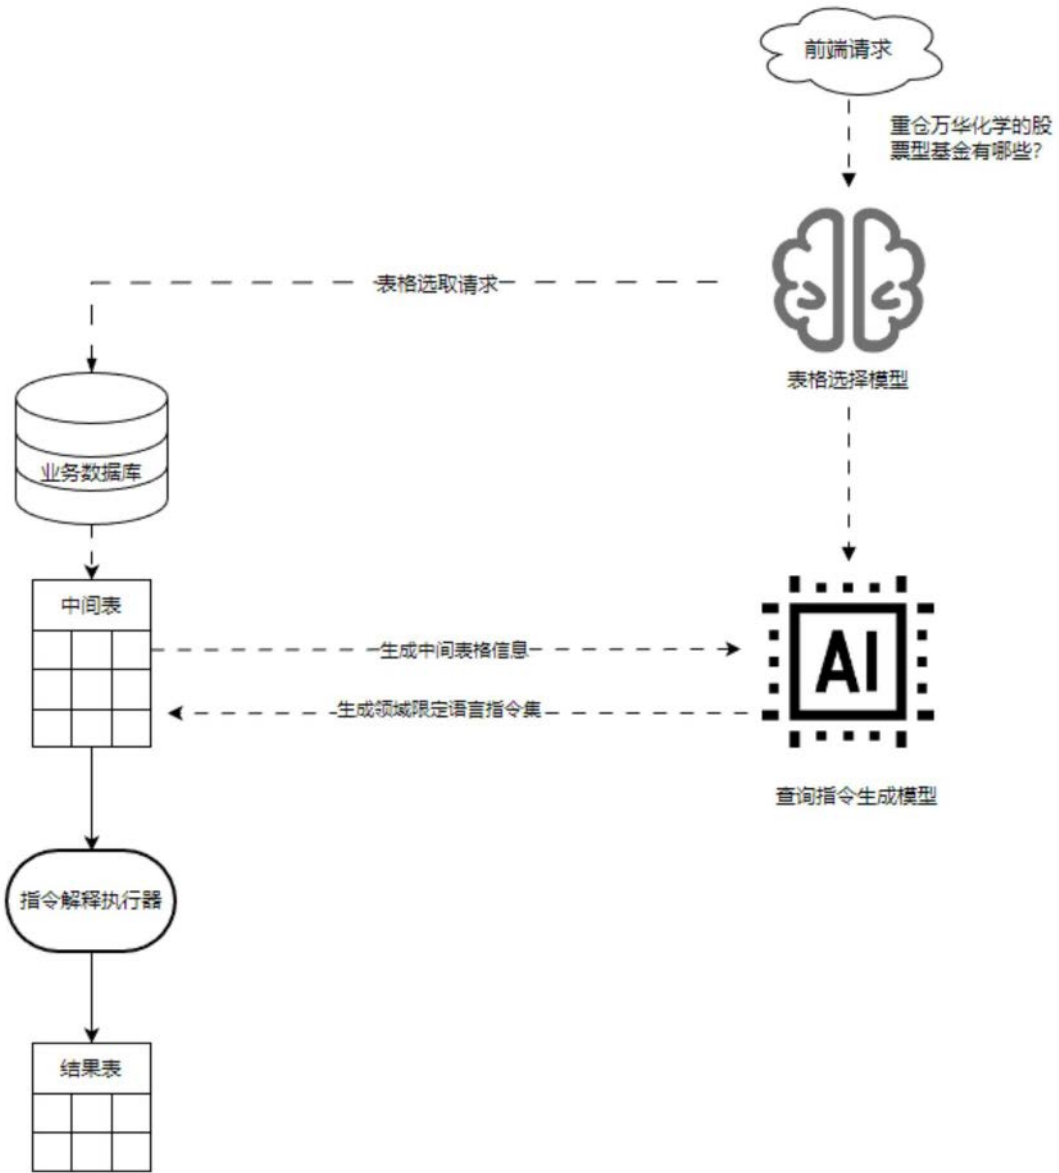 前端请求
重仓万华化学的股
票型基金有哪些?
表格选取请求
表格选择模型
业务数据库
中间表
生成中间表格信息
生成领域限定语言指令集
AI
查询指令生成模型
指令解释执行器
结果表